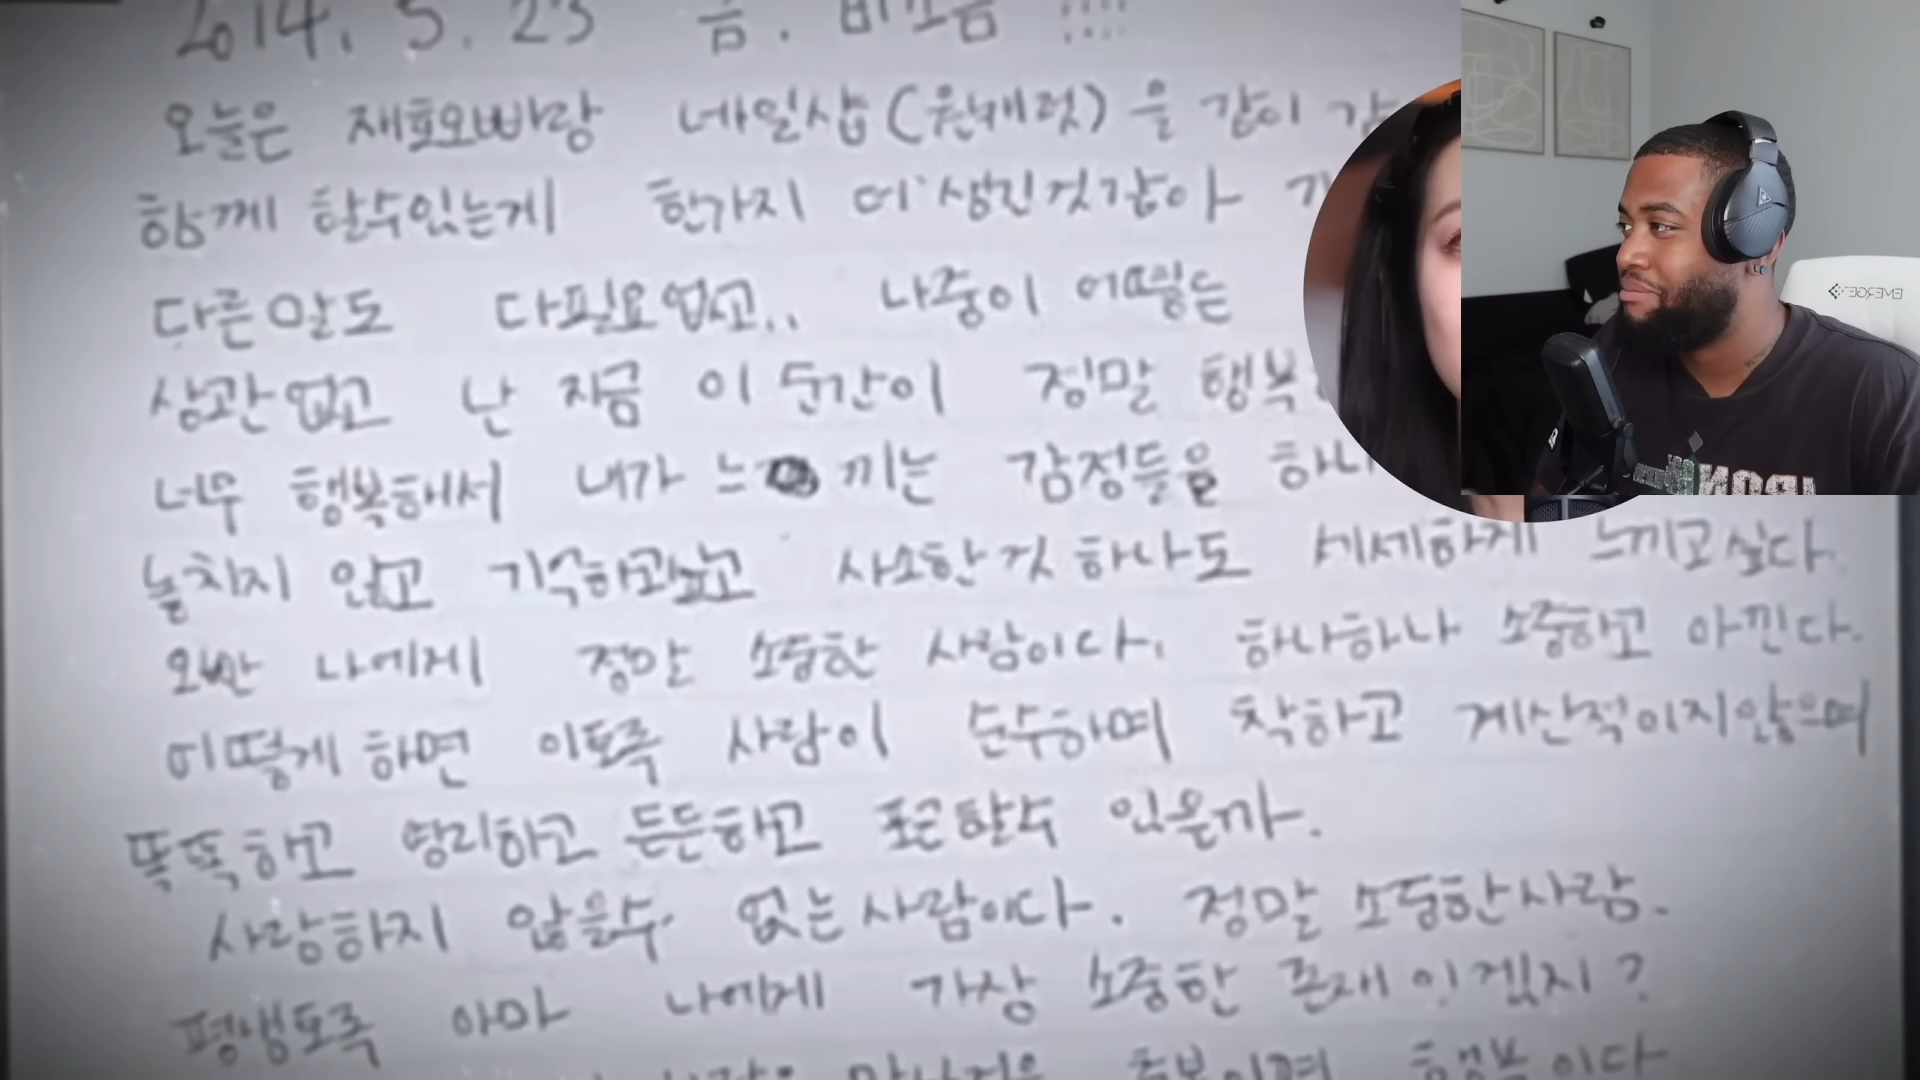 2014. 5. 23 금.
오늘은 재효오빠랑 네일샵(원캐럿)을 같이
함께 할수있는게 한가지 더 생긴것같아
다른말도 다필요없고.. 나중이 어떻든
상관없고 난 지금 이 순간이 정말 행복
너무 행복해서 내가 느 끼는 감정들을 하나
놓치지 않고 기억하고싶고 사소한것 하나도 세세하게 느끼고싶다.
오빤 나에게 정말 소중한 사람이다. 하나하나 소중하고 아낀다.
어떻게 하면 이토록 사람이 순수하며 착하고 계산적이지않으며
똑똑하고 영리하고 든든하고 포근할수 있을까.
사랑하지 않을수 없는 사람이다. 정말 소중한사람.
평생토록 아마 나에게 가장 소중한 존재이겠지?
행복이다